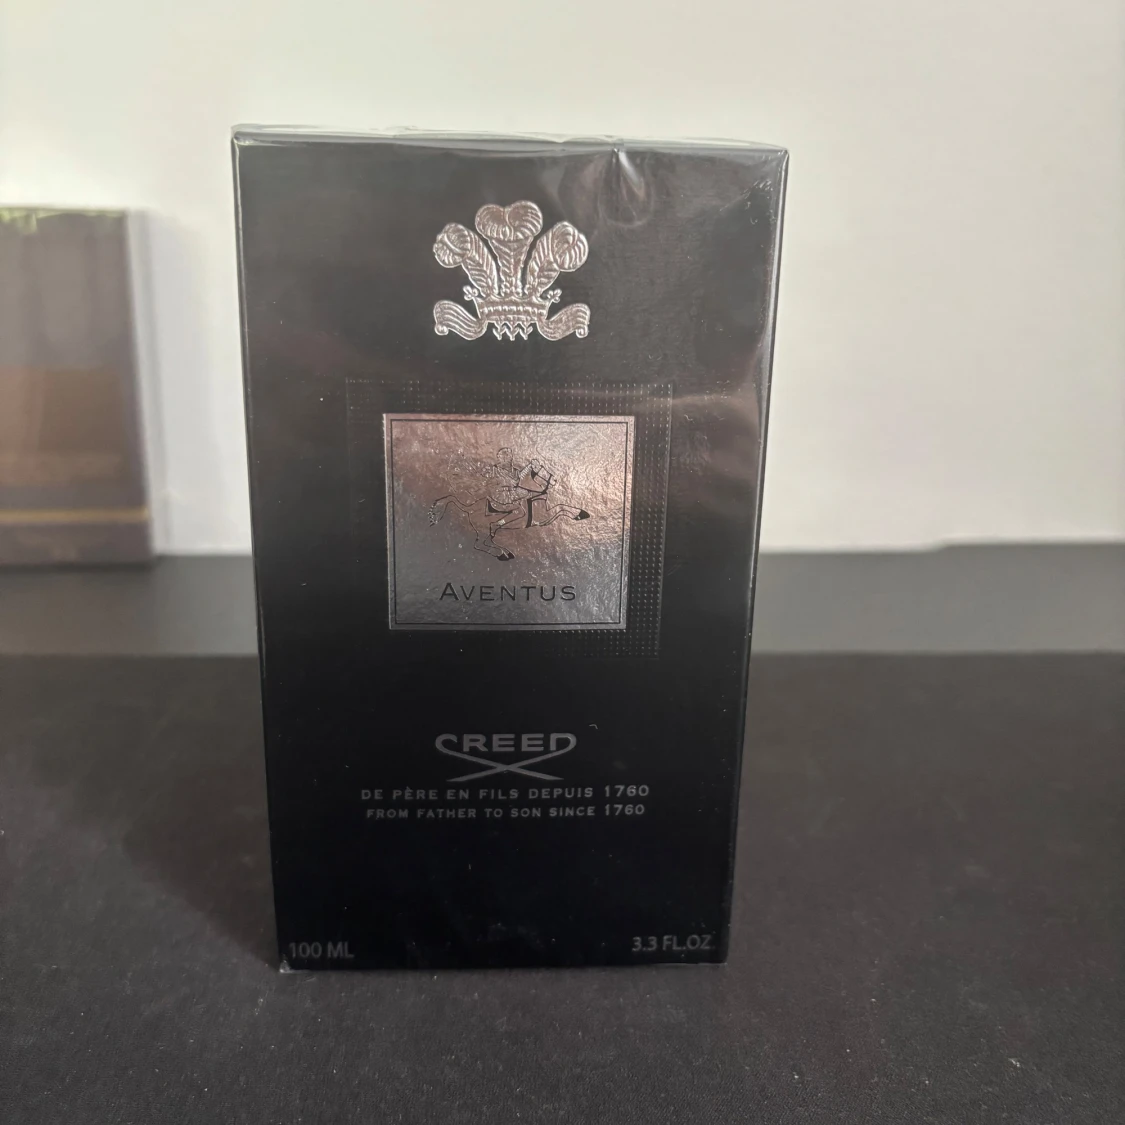 AVENTUS
CREED
DE PÈRE EN FILS DEPUIS 1760
FROM FATHER TO SON SINCE 1760
100 ML 3.3 FL.OZ